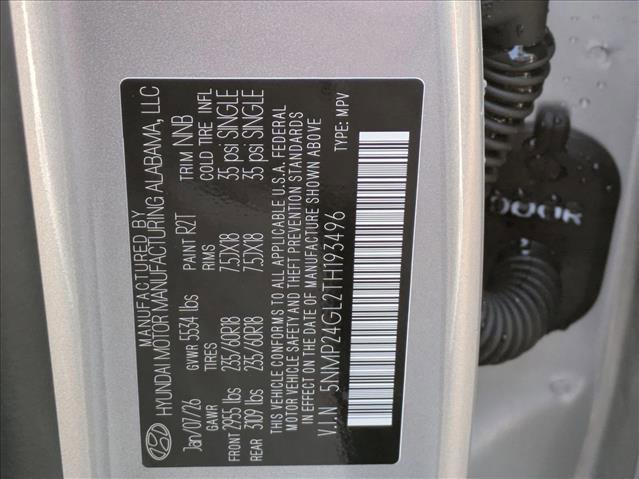 MANUFACTURED BY
HYUNDAI MOTOR MANUFACTURING ALABAMA, LLC
Jan/07/26 GVWR 5534 lbs PAINT R2T TRIM NNB
GAWR TIRES RIMS COLD TIRE INFL
FRONT 2955 lbs 235/60R18 7.5JX18 35 psi SINGLE
REAR 3109 lbs 235/60R18 7.5JX18 35 psi SINGLE
THIS VEHICLE CONFORMS TO ALL APPLICABLE U.S.A. FEDERAL
MOTOR VEHICLE SAFETY AND THEFT PREVENTION STANDARDS
IN EFFECT ON THE DATE OF MANUFACTURE SHOWN ABOVE
V.I.N 5NMP24GL2TH193496 TYPE: MPV